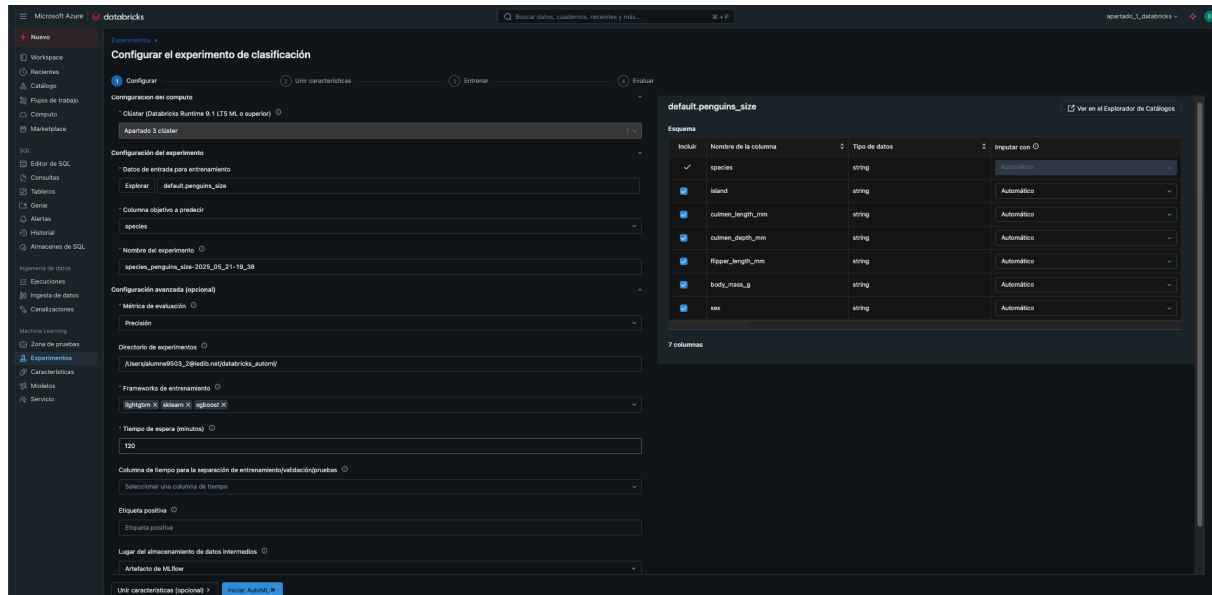 Microsoft Azure databricks
Buscar datos, cuadernos, recientes y más... ⌘ + P
apartado_1_databricks
+ Nuevo
Workspace
Recientes
Catálogo
Flujos de trabajo
Cómputo
Marketplace
SQL
Editor de SQL
Consultas
Tableros
Genie
Alertas
Historial
Almacenes de SQL
Ingeniería de datos
Ejecuciones
Ingesta de datos
Canalizaciones
Machine Learning
Zona de pruebas
Experimentos
Características
Modelos
Servicio
Experimentos >
Configurar el experimento de clasificación
1 Configurar
2 Unir características
3 Entrenar
4 Evaluar
Configuración del cómputo
* Clúster (Databricks Runtime 9.1 LTS ML o superior)
Apartado 3 clúster
Configuración del experimento
* Datos de entrada para entrenamiento
Explorar default.penguins_size
* Columna objetivo a predecir
species
* Nombre del experimento
species_penguins_size-2025_05_21-19_38
Configuración avanzada (opcional)
* Métrica de evaluación
Precisión
Directorio de experimentos
/Users/alumne9503_2@iedib.net/databricks_automl/
* Frameworks de entrenamiento
lightgbm × sklearn × xgboost ×
* Tiempo de espera (minutos)
120
Columna de tiempo para la separación de entrenamiento/validación/pruebas
Seleccionar una columna de tiempo
Etiqueta positiva
Etiqueta positiva
Lugar del almacenamiento de datos intermedios
Artefacto de MLflow
Unir características (opcional) >
Iniciar AutoML
default.penguins_size
Ver en el Explorador de Catálogos
Esquema
Incluir Nombre de la columna Tipo de datos Imputar con
species string Automático
island string Automático
culmen_length_mm string Automático
culmen_depth_mm string Automático
flipper_length_mm string Automático
body_mass_g string Automático
sex string Automático
7 columnas